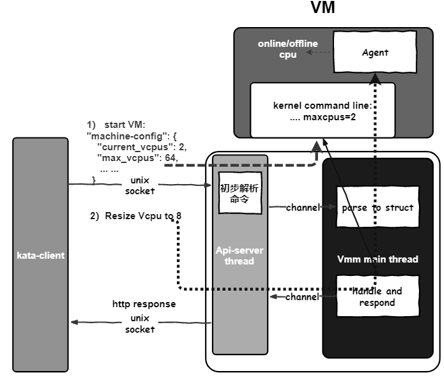 VM
online/offline
cpu
Agent
kernel command line:
.... maxcpus=2
1) start VM:
"machine-config": {
"current_vcpus": 2,
"max_vcpus": 64,
... ...
}
unix
socket
初步解析
命令
channel
parse to struct
2) Resize Vcpu to 8
kata-client
Api-server
thread
Vmm main thread
handle and
respond
channel
http response
unix
socket